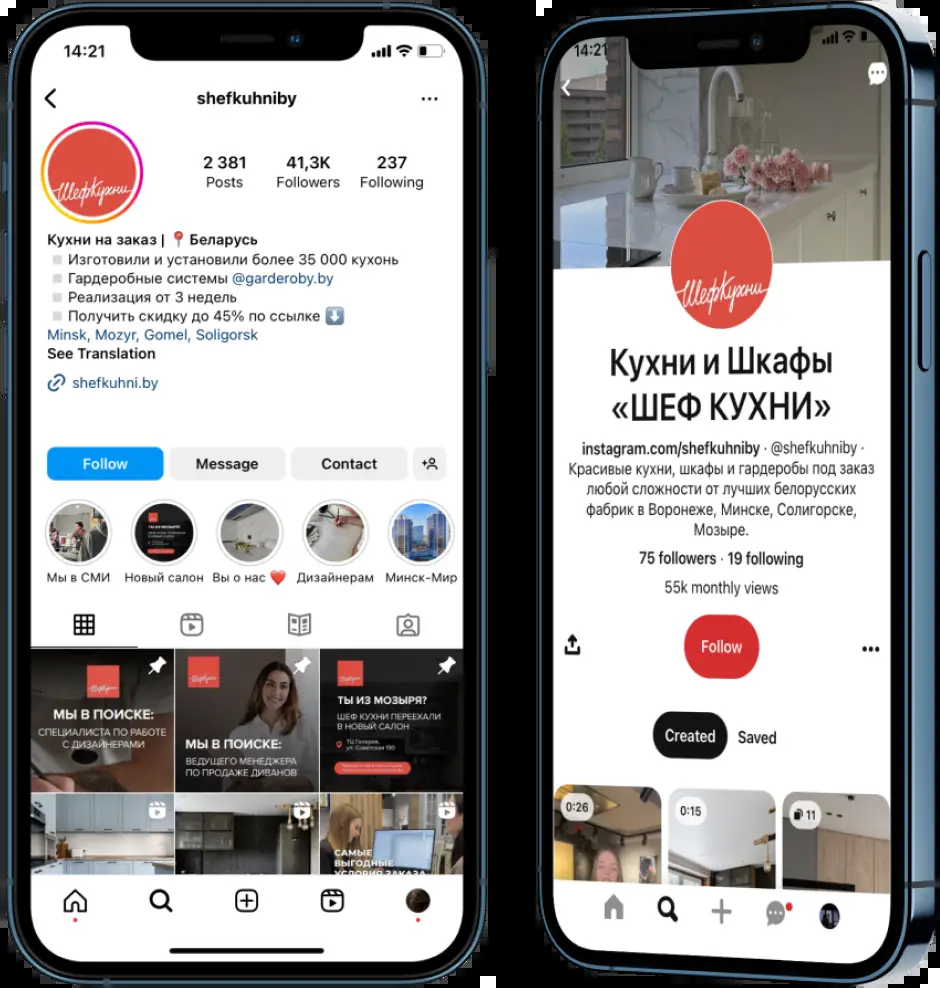 14:21
shefkuhniby
ШефКухни
2 381
Posts
41,3K
Followers
237
Following
Кухни на заказ | 📍 Беларусь
Изготовили и установили более 35 000 кухонь
Гардеробные системы @garderoby.by
Реализация от 3 недель
Получить скидку до 45% по ссылке ⬇️
Minsk, Mozyr, Gomel, Soligorsk
See Translation
shefkuhni.by
Follow
Message
Contact
Мы в СМИ
Новый салон
Вы о нас ❤️
Дизайнерам
Минск-Мир
МЫ В ПОИСКЕ:
СПЕЦИАЛИСТА ПО РАБОТЕ
С ДИЗАЙНЕРАМИ
МЫ В ПОИСКЕ:
ВЕДУЩЕГО МЕНЕДЖЕРА
ПО ПРОДАЖЕ ДИВАНОВ
ТЫ ИЗ МОЗЫРЯ?
ШЕФ КУХНИ ПЕРЕЕХАЛИ
В НОВЫЙ САЛОН
САМЫЕ
ВЫГОДНЫЕ
УСЛОВИЯ ЗАКАЗА
14:21
ШефКухни
Кухни и Шкафы
«ШЕФ КУХНИ»
instagram.com/shefkuhniby · @shefkuhniby ·
Красивые кухни, шкафы и гардеробы под заказ
любой сложности от лучших белорусских
фабрик в Воронеже, Минске, Солигорске,
Мозыре.
75 followers · 19 following
55k monthly views
Follow
Created
Saved
0:26
0:15
11